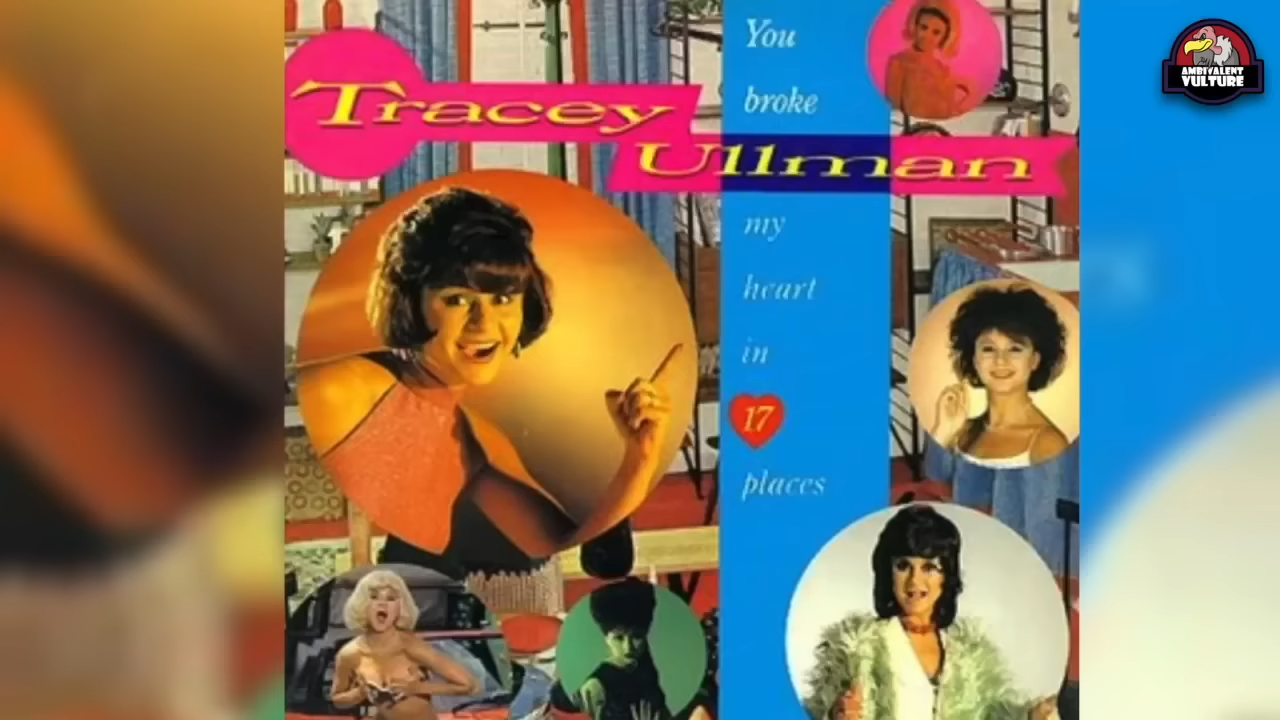 Tracey
Ullman
You
broke
my
heart
in
17
places
AMBIVALENT
VULTURE